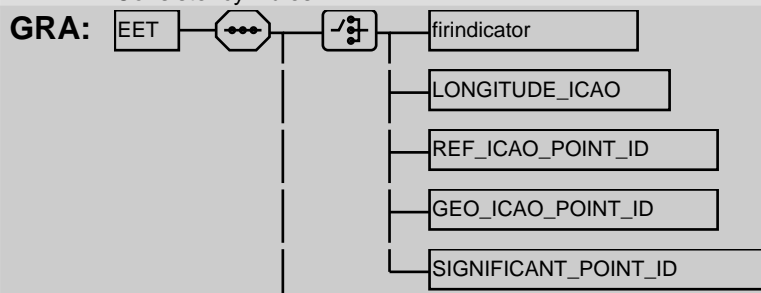 GRA: EET firindicator
LONGITUDE_ICAO
REF_ICAO_POINT_ID
GEO_ICAO_POINT_ID
SIGNIFICANT_POINT_ID